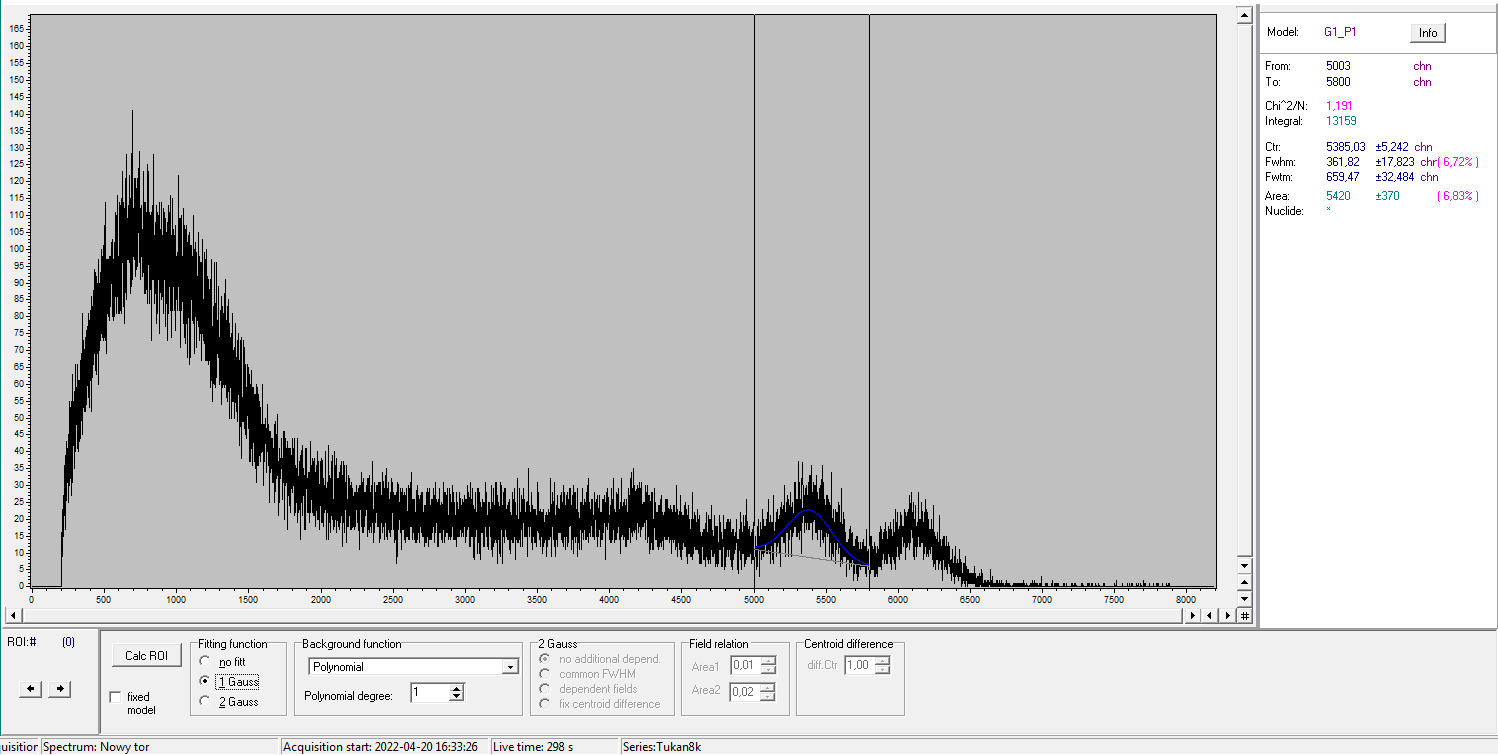 165
160
155
150
145
140
135
130
125
120
115
110
105
100
95
90
85
80
75
70
65
60
55
50
45
40
35
30
25
20
15
10
5
0
0 500 1000 1500 2000 2500 3000 3500 4000 4500 5000 5500 6000 6500 7000 7500 8000
#
Model: G1_P1 Info
From: 5003 chn
To: 5800 chn
Chi^2/N: 1,191
Integral: 13159
Ctr: 5385,03 ±5,242 chn
Fwhm: 361,82 ±17,823 chr( 6,72% )
Fwtm: 659,47 ±32,484 chn
Area: 5420 ±370 ( 6,83% )
Nuclide: *
ROI:# (0)
Calc ROI
fixed
model
Fitting function
no fitt
1 Gauss
2 Gauss
Background function
Polynomial
Polynomial degree: 1
2 Gauss
no additional depend.
common FWHM
dependent fields
fix centroid difference
Field relation
Area1 0,01
Area2 0,02
Centroid difference
diff.Ctr 1,00
quisition Spectrum: Nowy tor Acquisition start: 2022-04-20 16:33:26 Live time: 298 s Series:Tukan8k